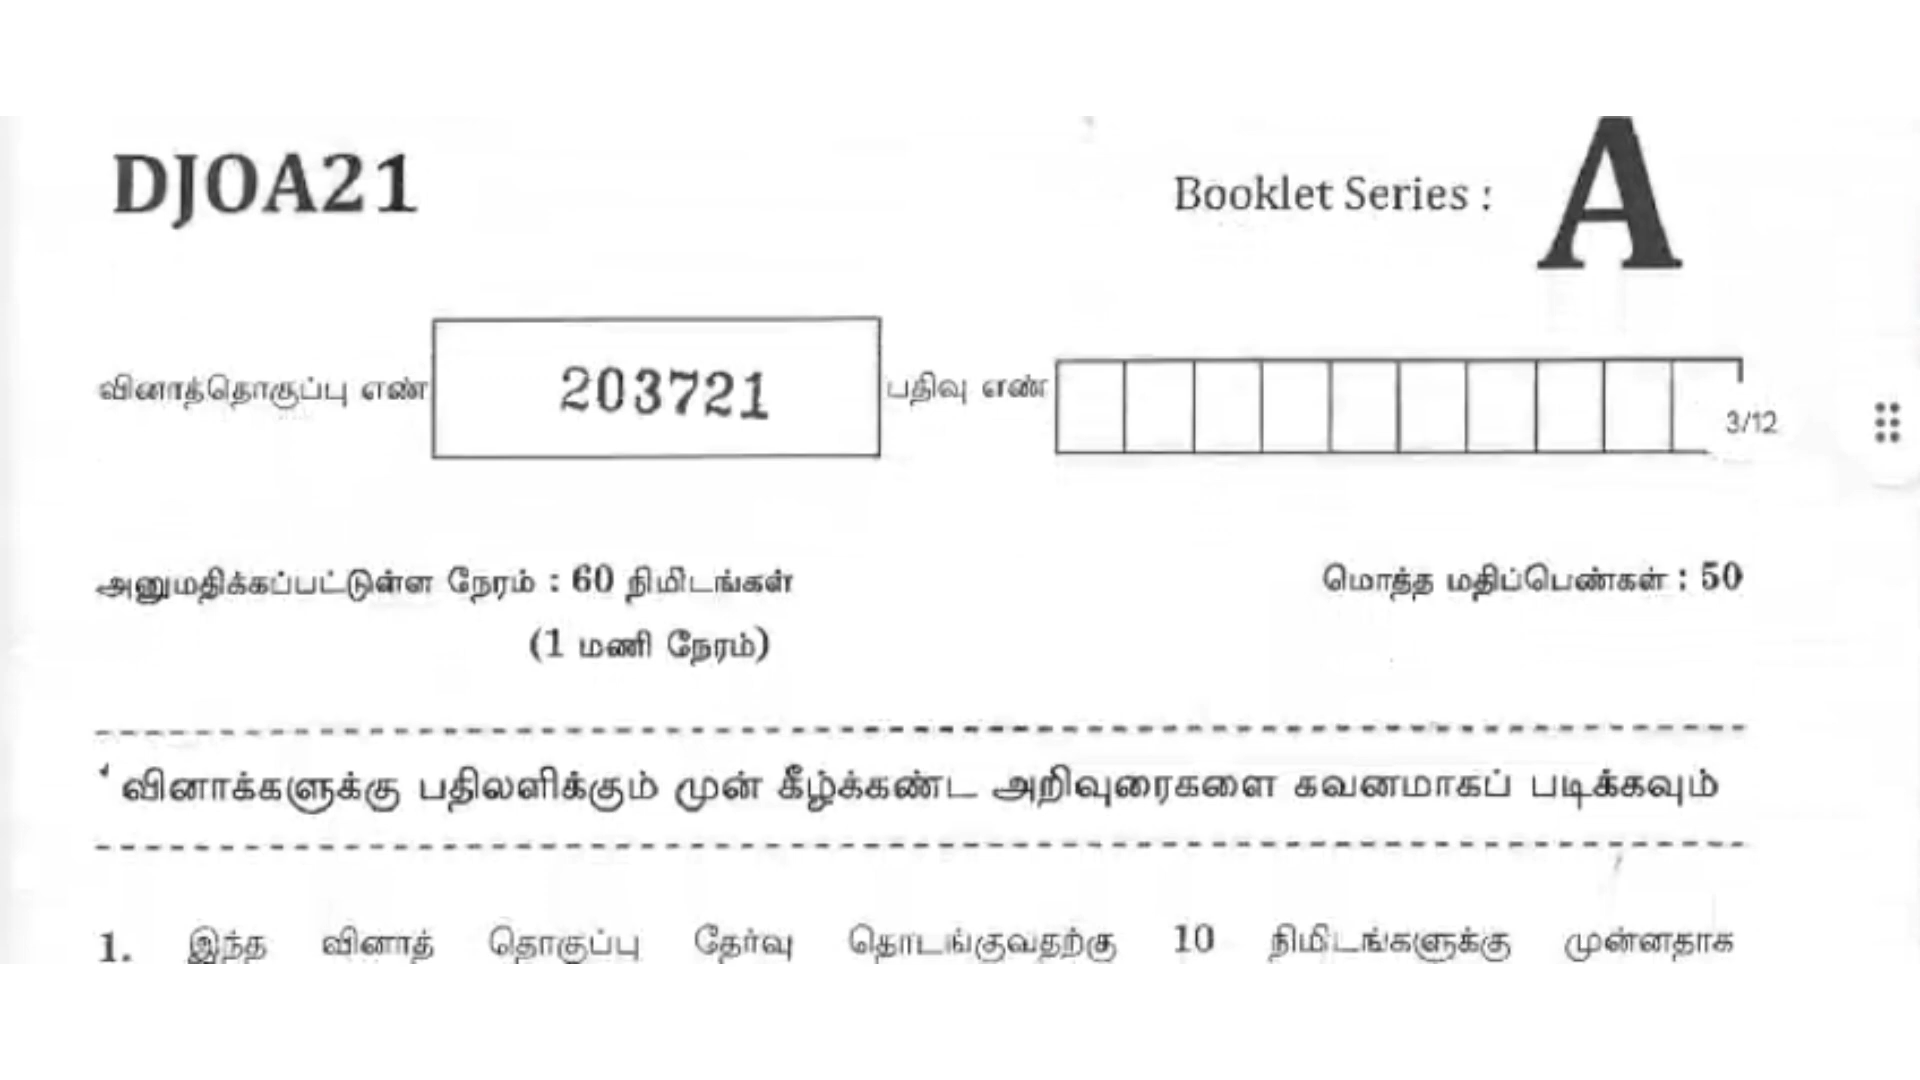 DJOA21
Booklet Series : A
வினாத்தொகுப்பு எண் 203721 பதிவு எண்
3/12
அனுமதிக்கப்பட்டுள்ள நேரம் : 60 நிமிடங்கள் மொத்த மதிப்பெண்கள் : 50
(1 மணி நேரம்)
வினாக்களுக்கு பதிலளிக்கும் முன் கீழ்க்கண்ட அறிவுரைகளை கவனமாகப் படிக்கவும்
1. இந்த வினாத் தொகுப்பு தேர்வு தொடங்குவதற்கு 10 நிமிடங்களுக்கு முன்னதாக